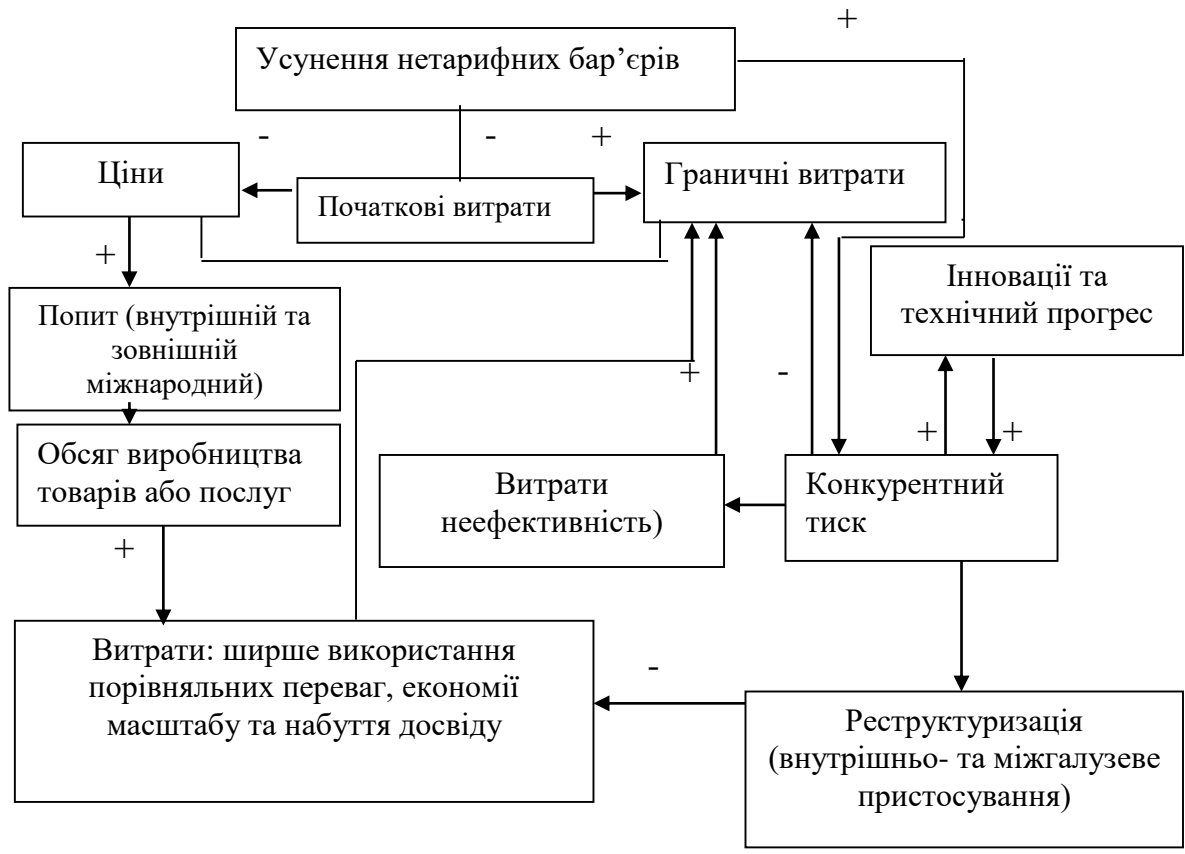 +
Усунення нетарифних бар’єрів
-
-
+
Ціни
Початкові витрати
Граничні витрати
+
Інновації та
технічний прогрес
Попит (внутрішній та
зовнішній
міжнародний)
+
-
+
+
Обсяг виробництва
товарів або послуг
Витрати
неефективність)
Конкурентний
тиск
+
Витрати: ширше використання
порівняльних переваг, економії
масштабу та набуття досвіду
-
Реструктуризація
(внутрішньо- та міжгалузеве
пристосування)